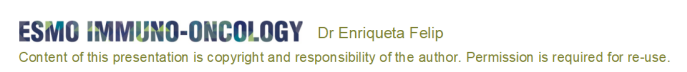 ESMO IMMUNO-ONCOLOGY Dr Enriqueta Felip
Content of this presentation is copyright and responsibility of the author. Permission is required for re-use.